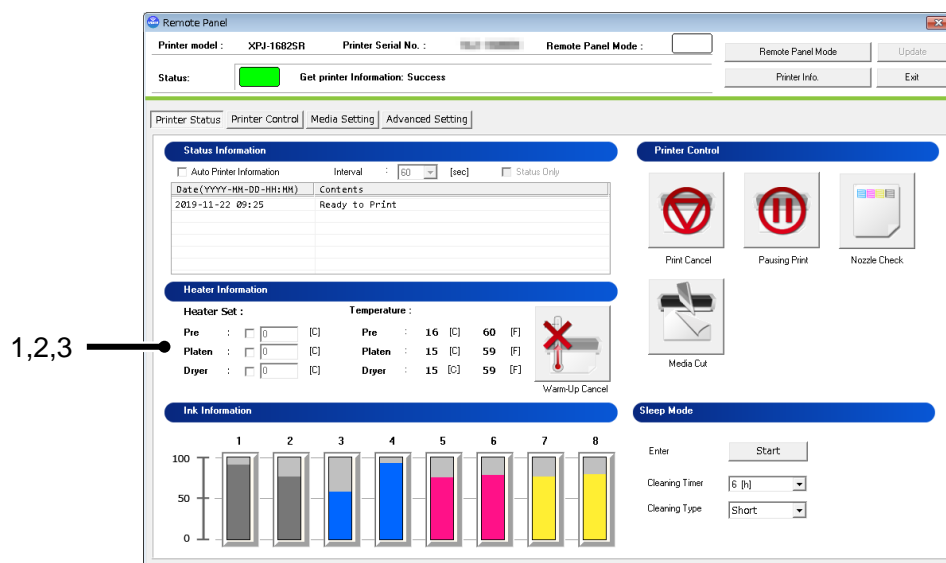 Remote Panel
Printer model : XPJ-1682SR Printer Serial No. : Remote Panel Mode :
Remote Panel Mode Update
Status: Get printer Information: Success
Printer Info. Exit
Printer Status Printer Control Media Setting Advanced Setting
Status Information
Auto Printer Information Interval : 60 [sec] Status Only
Date(YYYY-MM-DD-HH:MM) Contents
2019-11-22 09:25 Ready to Print
Printer Control
Print Cancel Pausing Print Nozzle Check
Media Cut
Heater Information
Heater Set : Temperature :
Pre : 0 [C] Pre : 16 [C] 60 [F]
Platen : 0 [C] Platen : 15 [C] 59 [F]
Dryer : 0 [C] Dryer : 15 [C] 59 [F]
Warm-Up Cancel
1,2,3
Ink Information
1 2 3 4 5 6 7 8
100
50
0
Sleep Mode
Enter Start
Cleaning Timer 6 [h]
Cleaning Type Short